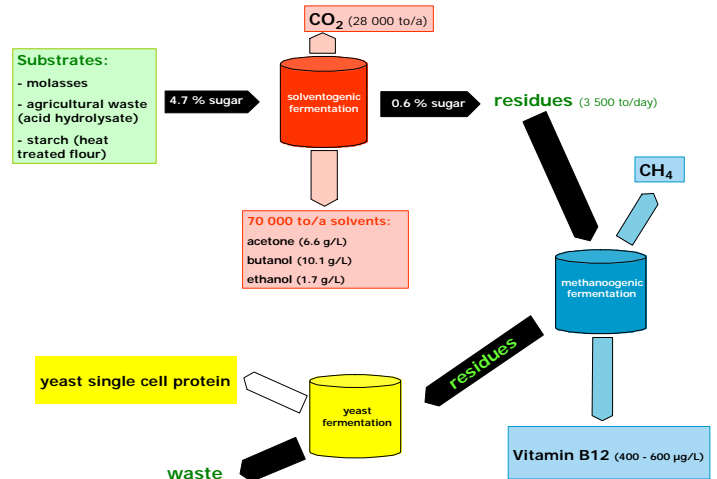 CO2 (28 000 to/a)
Substrates:
- molasses
- agricultural waste
(acid hydrolysate)
- starch (heat
treated flour)
4.7 % sugar
solventogenic
fermentation
0.6 % sugar
residues (3 500 to/day)
CH4
70 000 to/a solvents:
acetone (6.6 g/L)
butanol (10.1 g/L)
ethanol (1.7 g/L)
methanoogenic
fermentation
residues
yeast single cell protein
yeast
fermentation
Vitamin B12 (400 - 600 µg/L)
waste